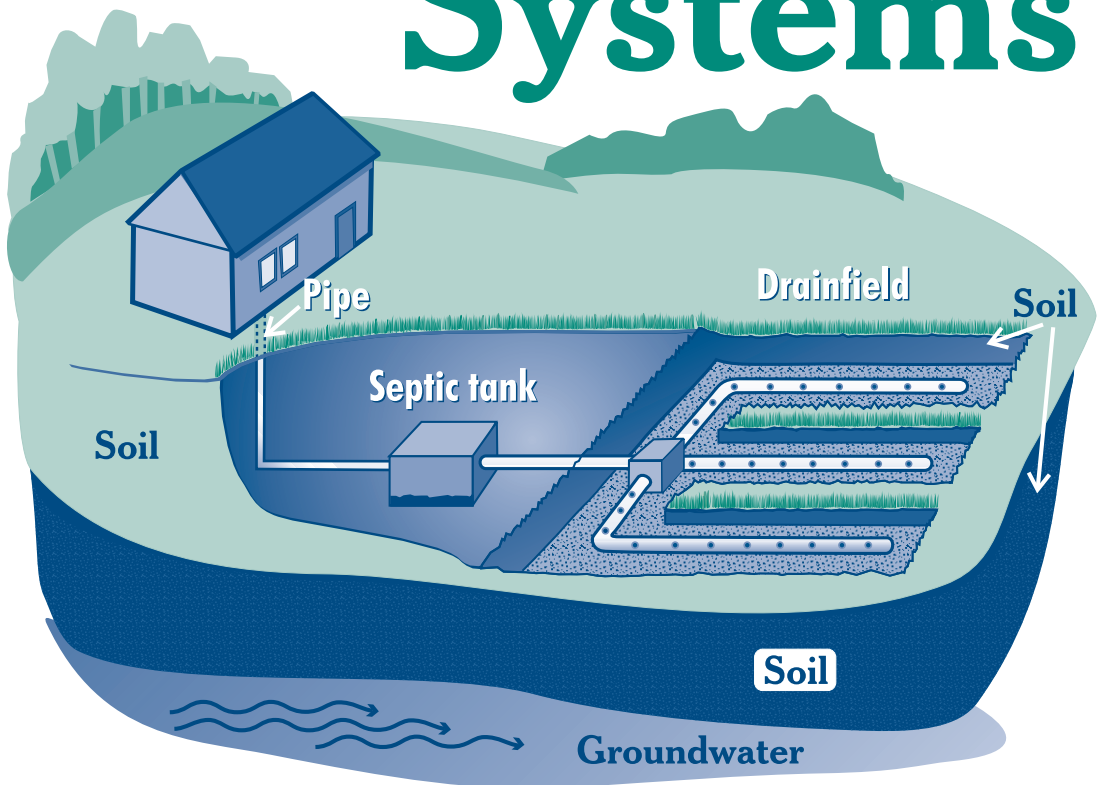 Systems
Drainfield
Pipe
Soil
Septic tank
Soil
Soil
Groundwater